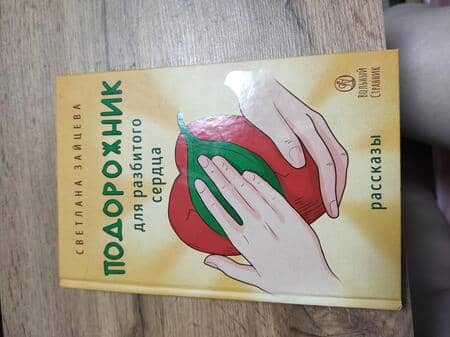 СВЕТЛАНА ЗАЙЦЕВА
ПОДОРОЖНИК
для разбитого
сердца
рассказы
ВОЛЬНЫЙ
СТРАННИК